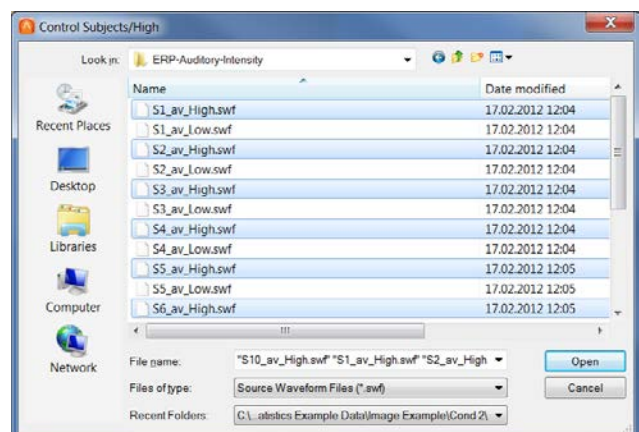 Control Subjects/High
Look in: ERP-Auditory-Intensity
Name Date modified
S1_av_High.swf 17.02.2012 12:04
S1_av_Low.swf 17.02.2012 12:04
S2_av_High.swf 17.02.2012 12:04
S2_av_Low.swf 17.02.2012 12:04
S3_av_High.swf 17.02.2012 12:04
S3_av_Low.swf 17.02.2012 12:04
S4_av_High.swf 17.02.2012 12:04
S4_av_Low.swf 17.02.2012 12:04
S5_av_High.swf 17.02.2012 12:05
S5_av_Low.swf 17.02.2012 12:05
S6_av_High.swf 17.02.2012 12:05
Recent Places
Desktop
Libraries
Computer
Network
File name: "S10_av_High.swf" "S1_av_High.swf" "S2_av_High
Open
Files of type: Source Waveform Files (*.swf)
Cancel
Recent Folders: C:\...atistics Example Data\Image Example\Cond 2\